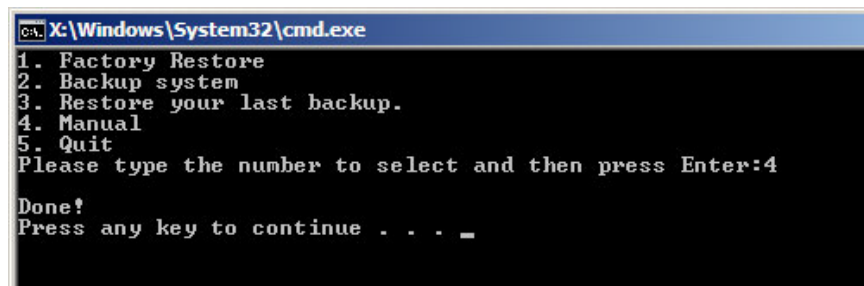 X:\Windows\System32\cmd.exe
1. Factory Restore
2. Backup system
3. Restore your last backup.
4. Manual
5. Quit
Please type the number to select and then press Enter:4
Done!
Press any key to continue . . . _